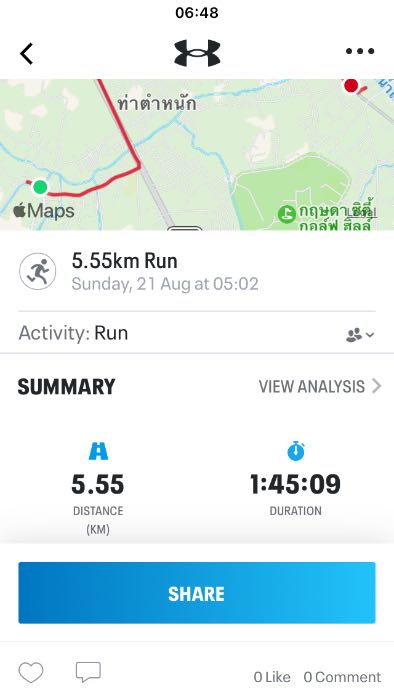 06:48
ท่าตำหนัก
Maps
Legal
กฤษดา ซิตี้
กอล์ฟ ฮิลล์
5.55km Run
Sunday, 21 Aug at 05:02
Activity: Run
SUMMARY
VIEW ANALYSIS
5.55
1:45:09
DISTANCE
DURATION
(KM)
SHARE
0 Like 0 Comment